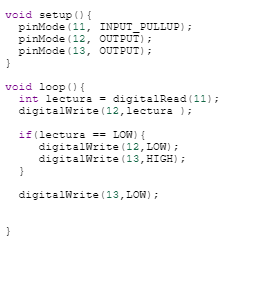 void setup(){
  pinMode(11, INPUT_PULLUP);
  pinMode(12, OUTPUT);
  pinMode(13, OUTPUT);
}
void loop(){
  int lectura = digitalRead(11);
  digitalWrite(12,lectura );
  if(lectura == LOW){
     digitalWrite(12,LOW);
     digitalWrite(13,HIGH);
  }
  digitalWrite(13,LOW);
}